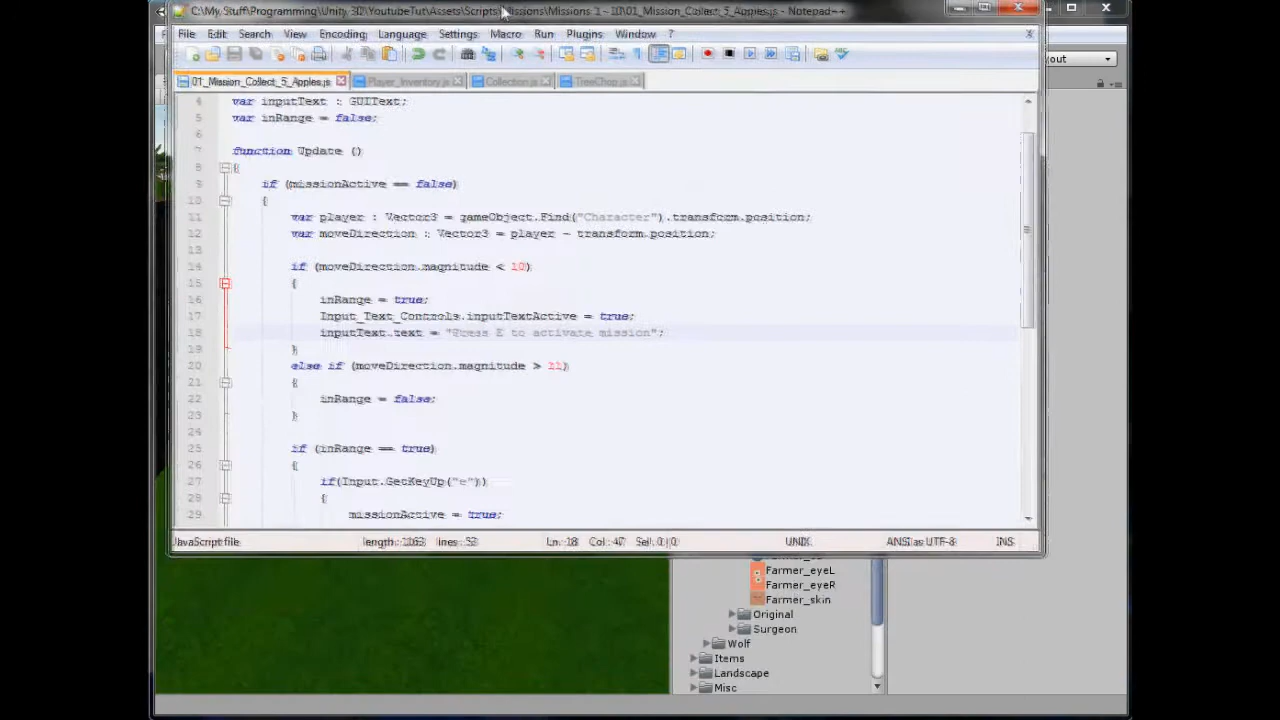 C:\My Stuff\Programming\Unity 3D\YoutubeTut\Assets\Scripts\Missions\Missions 1 - 10\01_Mission_Collect_5_Apples.js - Notepad++
File Edit Search View Encoding Language Settings Macro Run Plugins Window ? X
out
01_Mission_Collect_5_Apples.js Player_Inventory.js Collection.js TreeChop.js
4 var inputText : GUIText;
5 var inRange = false;
6
7 function Update ()
8 {
9 if (missionActive == false)
10 {
11 var player : Vector3 = gameObject.Find("Character").transform.position;
12 var moveDirection : Vector3 = player - transform.position;
13
14 if (moveDirection.magnitude < 10)
15 {
16 inRange = true;
17 Input_Text_Controls.inputTextActive = true;
18 inputText.text = "Press E to activate mission";
19 }
20 else if (moveDirection.magnitude > 11)
21 {
22 inRange = false;
23 }
24
25 if (inRange == true)
26 {
27 if(Input.GetKeyUp("e"))
28 {
29 missionActive = true;
JavaScript file length : 1163 lines : 53 Ln : 18 Col : 47 Sel : 0 | 0 UNIX ANSI as UTF-8 INS
Farmer_eyeL
Farmer_eyeR
Farmer_skin
Original
Surgeon
Wolf
Items
Landscape
Misc